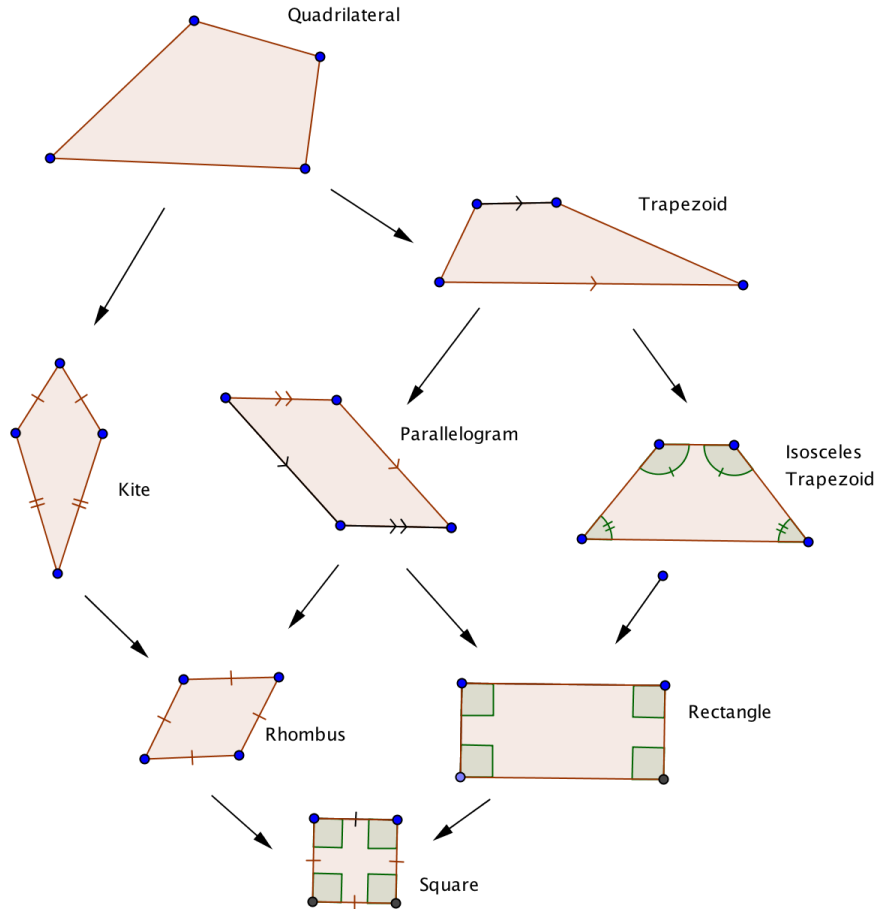 Quadrilateral
Trapezoid
Parallelogram
Isosceles
Trapezoid
Kite
Rhombus
Rectangle
Square